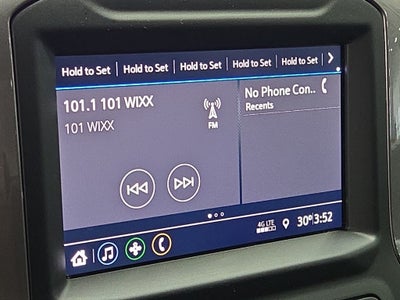 Hold to Set Hold to Set Hold to Set Hold to Set Hold to Set
101.1 101 WIXX
101 WIXX
FM
No Phone Con..
Recents
4G LTE
30° 3:52